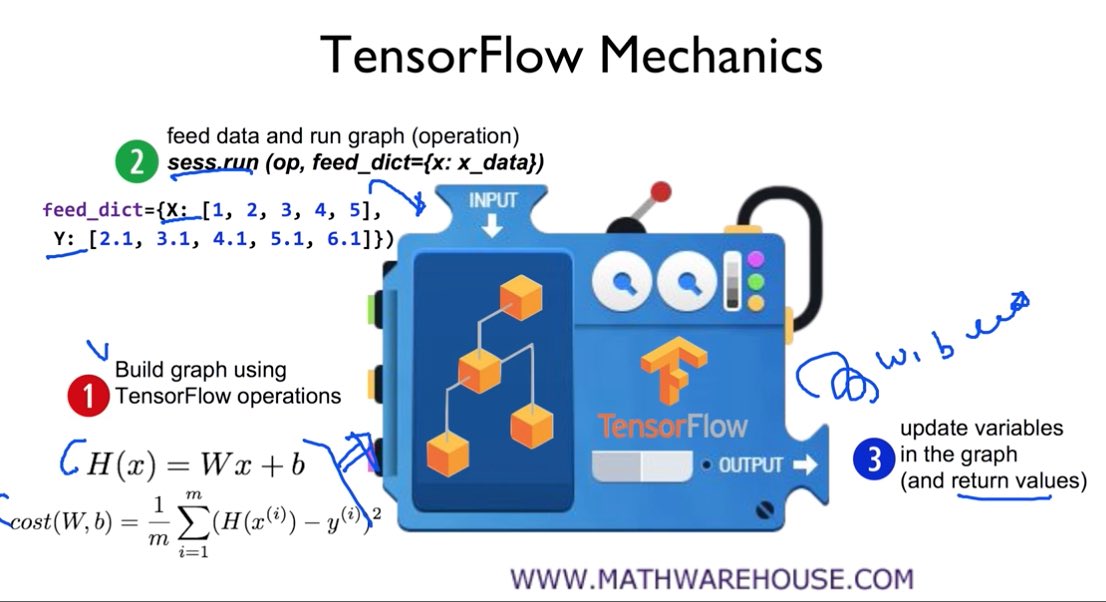 TensorFlow Mechanics
2
feed data and run graph (operation)
sess.run (op, feed_dict={x: x_data})
feed_dict={X: [1, 2, 3, 4, 5],
Y: [2.1, 3.1, 4.1, 5.1, 6.1]})
INPUT
1
Build graph using
TensorFlow operations
H(x) = Wx + b
cost(W, b) = \frac{1}{m} \sum_{i=1}^{m} (H(x^{(i)}) − y^{(i)})^2
TensorFlow
OUTPUT
w, b
3
update variables
in the graph
(and return values)
WWW.MATHWAREHOUSE.COM